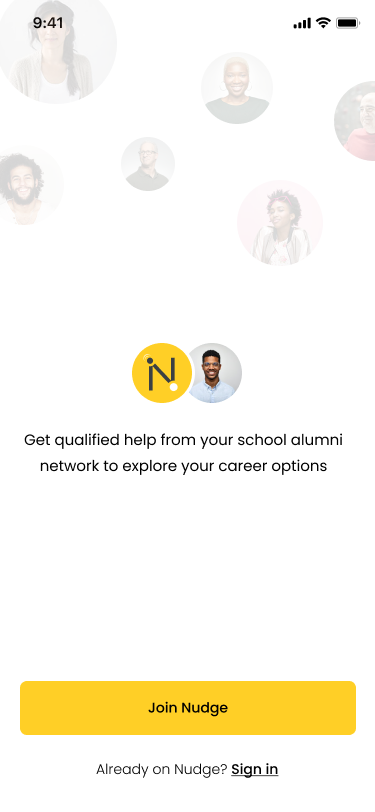 9:41
N
Get qualified help from your school alumni
network to explore your career options
Join Nudge
Already on Nudge? Sign in